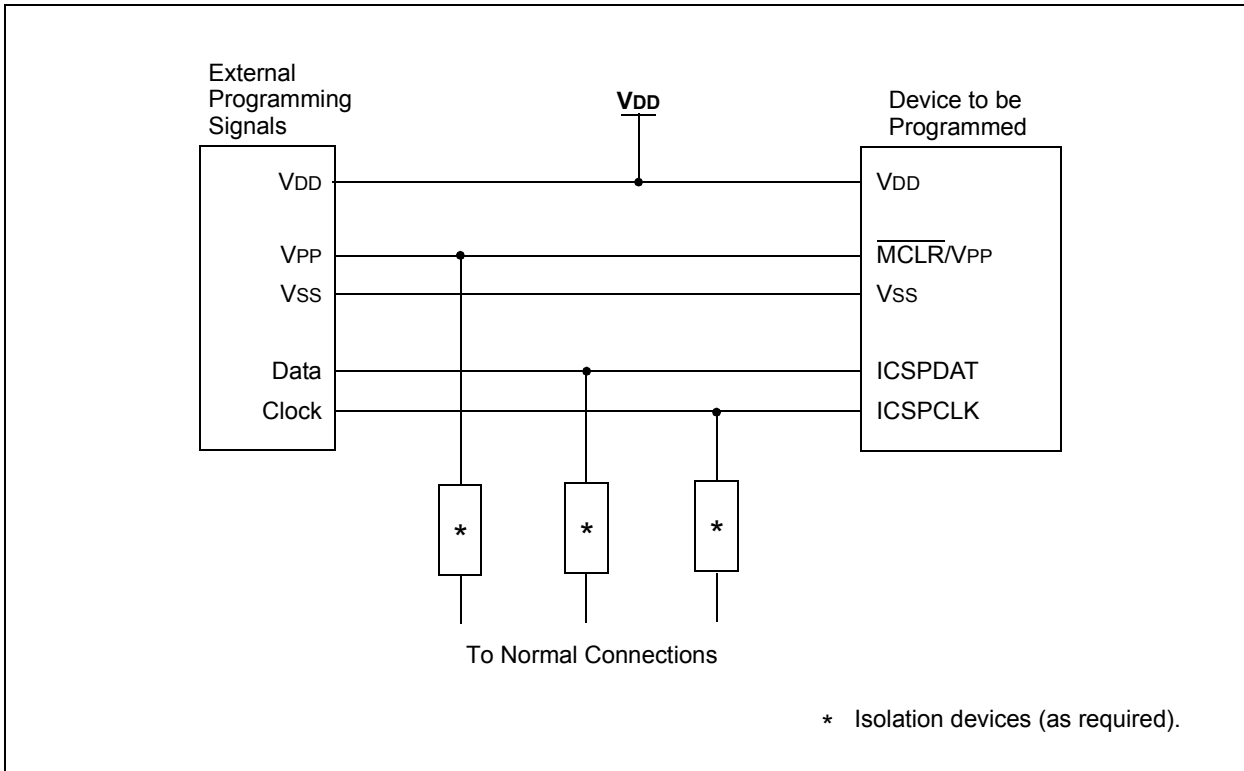 External
Programming
Signals
VDD
Device to be
Programmed
VDD
VDD
VPP
MCLR/VPP
VSS
VSS
Data
ICSPDAT
Clock
ICSPCLK
*
*
*
To Normal Connections
* Isolation devices (as required).